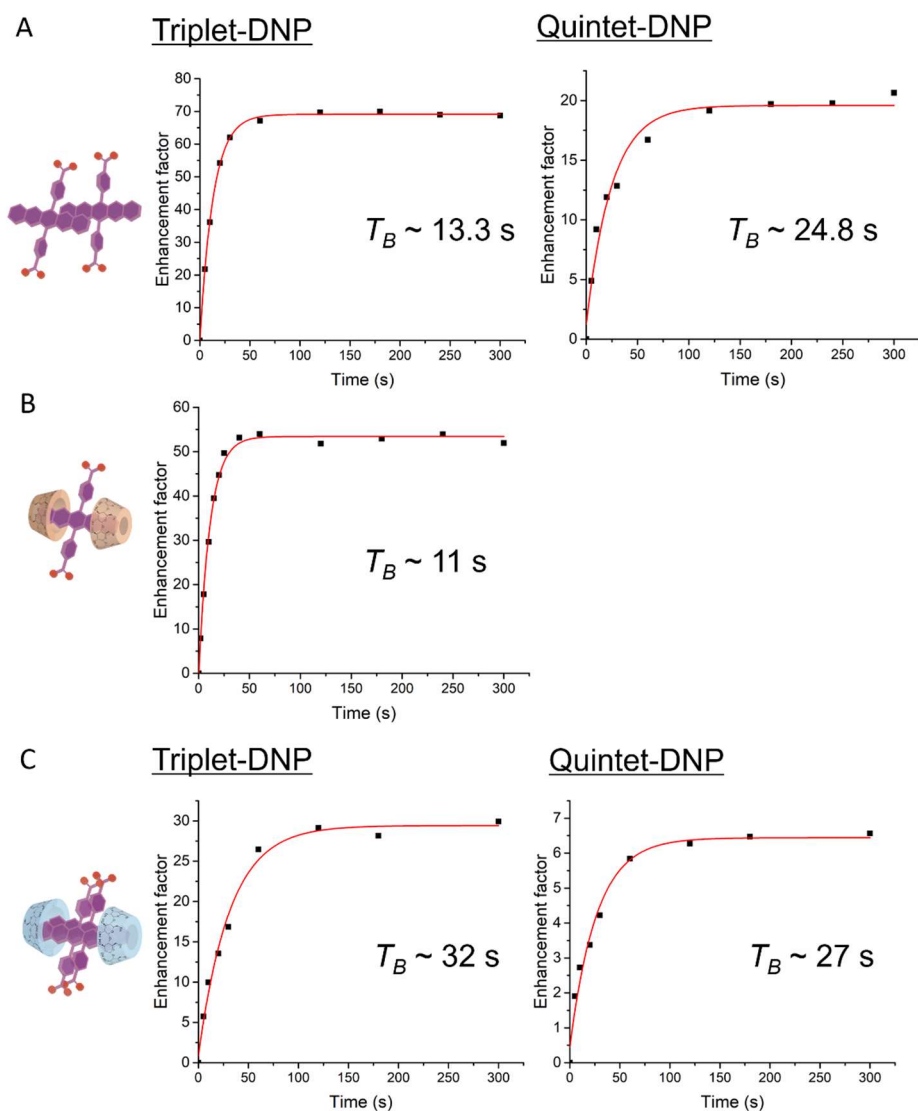 A
Triplet-DNP
Quintet-DNP
80
70
60
50
40
30
20
10
0
Enhancement factor
0 50 100 150 200 250 300
Time (s)
T_B ~ 13.3 s
20
15
10
5
0
Enhancement factor
0 50 100 150 200 250 300
Time (s)
T_B ~ 24.8 s
B
60
50
40
30
20
10
0
Enhancement factor
0 50 100 150 200 250 300
Time (s)
T_B ~ 11 s
C
Triplet-DNP
Quintet-DNP
30
25
20
15
10
5
0
Enhancement factor
0 50 100 150 200 250 300
Time (s)
T_B ~ 32 s
7
6
5
4
3
2
1
0
Enhancement factor
0 50 100 150 200 250 300
Time (s)
T_B ~ 27 s